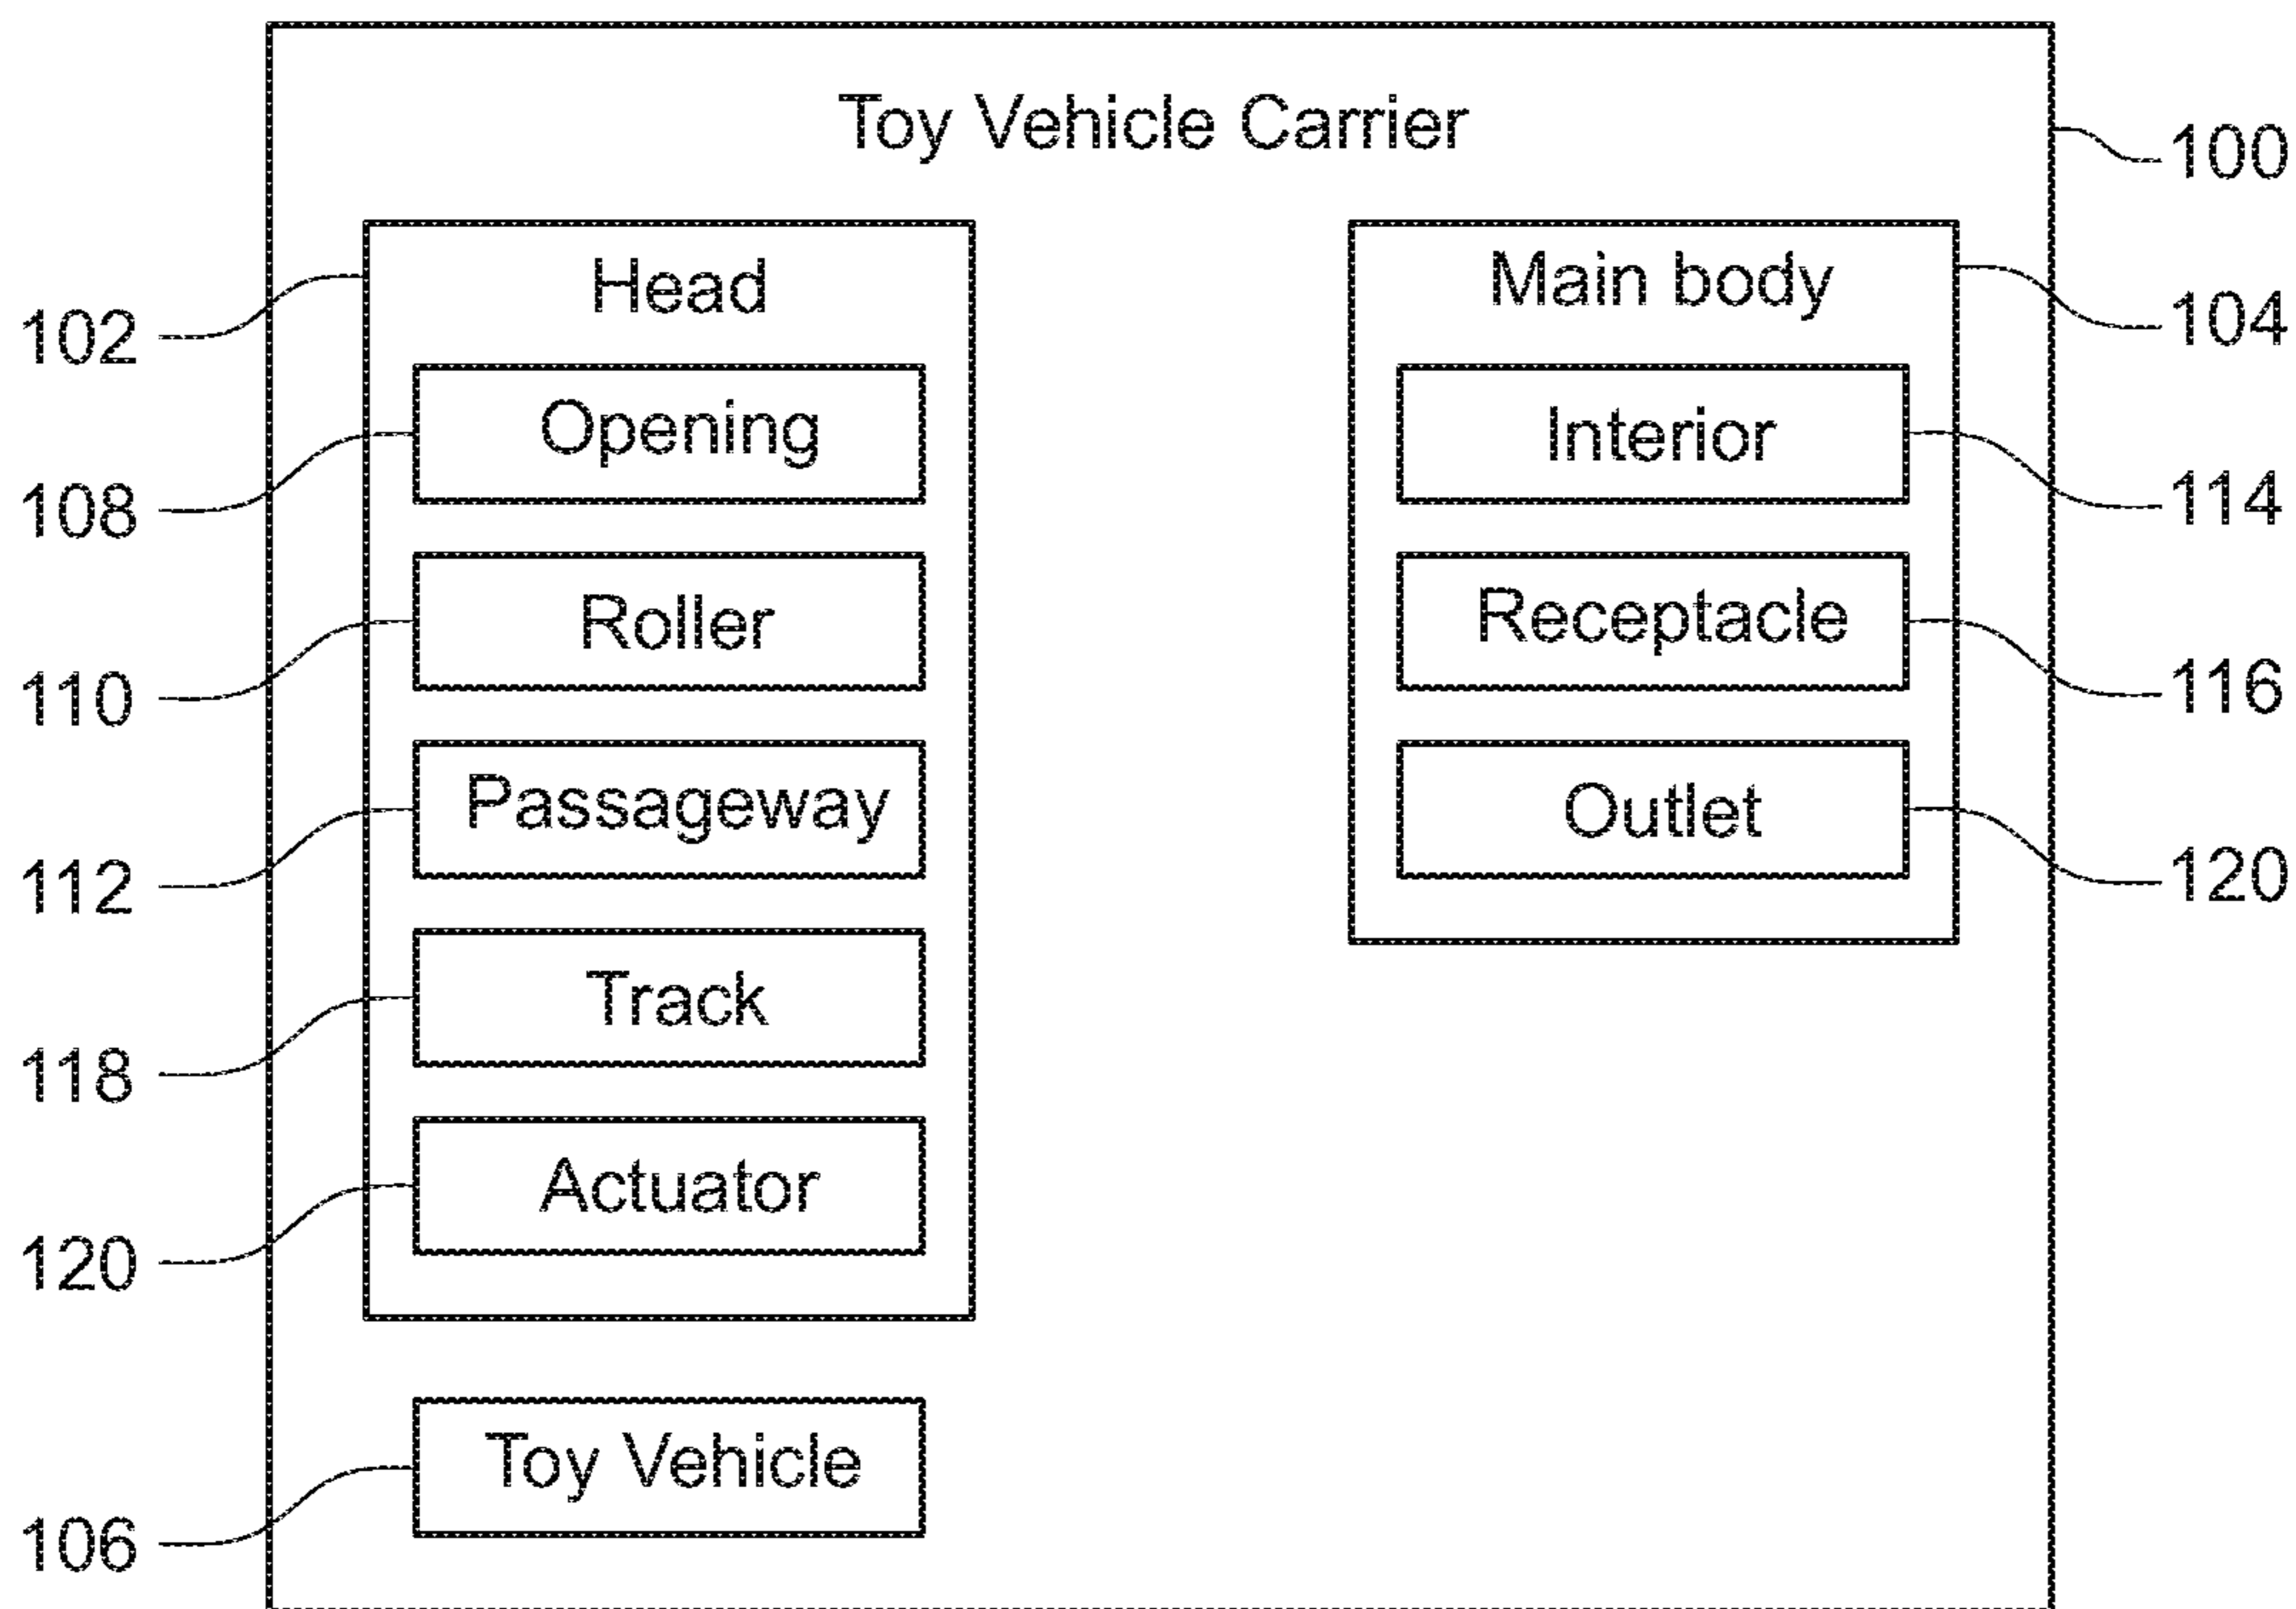 Toy Vehicle Carrier
100
Head
102
Opening
108
Roller
110
Passageway
112
Track
118
Actuator
120
Toy Vehicle
106
Main body
104
Interior
114
Receptacle
116
Outlet
120